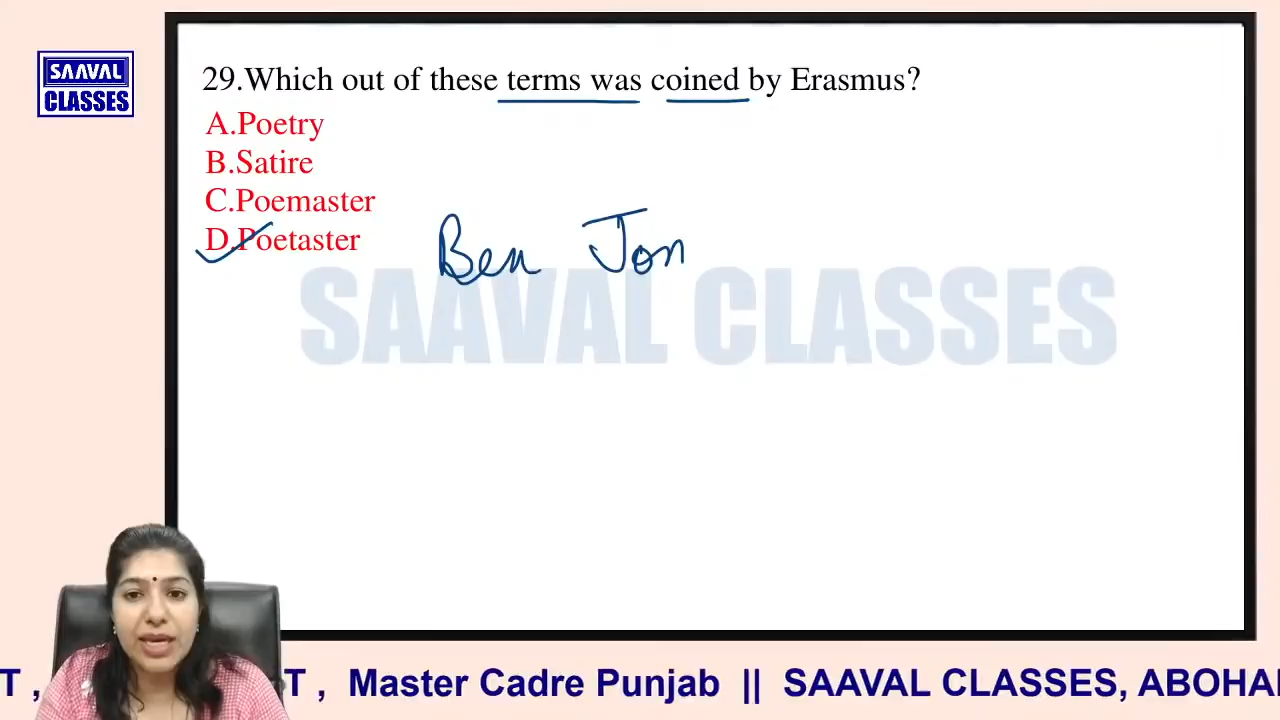 SAAVAL
CLASSES
29.Which out of these terms was coined by Erasmus?
A.Poetry
B.Satire
C.Poemaster
D.Poetaster
Ben Jon
SAAVAL CLASSES
T , T , Master Cadre Punjab || SAAVAL CLASSES, ABOHA